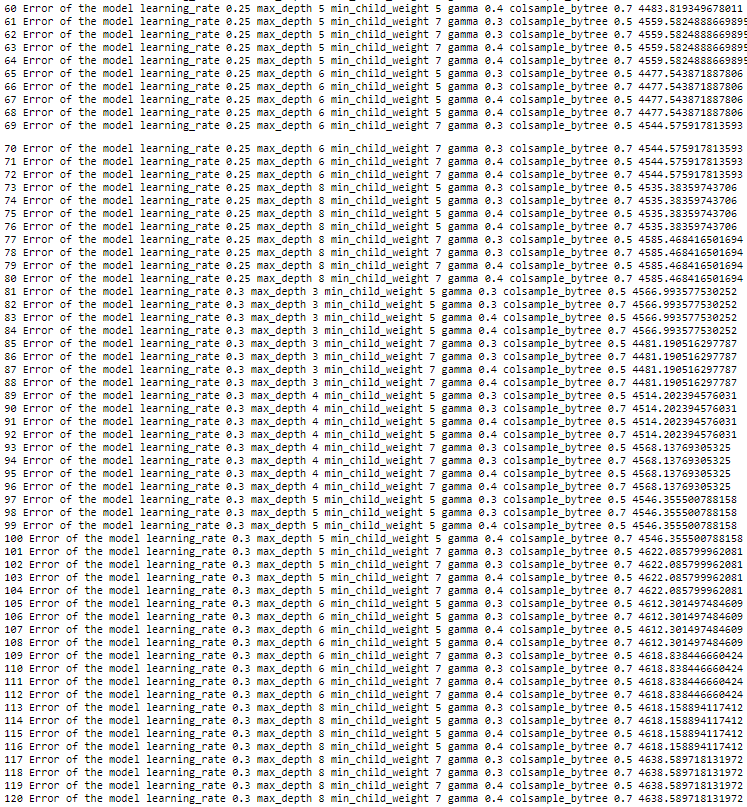 60 Error of the model learning_rate 0.25 max_depth 5 min_child_weight 5 gamma 0.4 colsample_bytree 0.7 4483.819349678011
61 Error of the model learning_rate 0.25 max_depth 5 min_child_weight 7 gamma 0.3 colsample_bytree 0.5 4559.5824888669895
62 Error of the model learning_rate 0.25 max_depth 5 min_child_weight 7 gamma 0.3 colsample_bytree 0.7 4559.5824888669895
63 Error of the model learning_rate 0.25 max_depth 5 min_child_weight 7 gamma 0.4 colsample_bytree 0.5 4559.5824888669895
64 Error of the model learning_rate 0.25 max_depth 5 min_child_weight 7 gamma 0.4 colsample_bytree 0.7 4559.5824888669895
65 Error of the model learning_rate 0.25 max_depth 6 min_child_weight 5 gamma 0.3 colsample_bytree 0.5 4477.543871887806
66 Error of the model learning_rate 0.25 max_depth 6 min_child_weight 5 gamma 0.3 colsample_bytree 0.7 4477.543871887806
67 Error of the model learning_rate 0.25 max_depth 6 min_child_weight 5 gamma 0.4 colsample_bytree 0.5 4477.543871887806
68 Error of the model learning_rate 0.25 max_depth 6 min_child_weight 5 gamma 0.4 colsample_bytree 0.7 4477.543871887806
69 Error of the model learning_rate 0.25 max_depth 6 min_child_weight 7 gamma 0.3 colsample_bytree 0.5 4544.575917813593
70 Error of the model learning_rate 0.25 max_depth 6 min_child_weight 7 gamma 0.3 colsample_bytree 0.7 4544.575917813593
71 Error of the model learning_rate 0.25 max_depth 6 min_child_weight 7 gamma 0.4 colsample_bytree 0.5 4544.575917813593
72 Error of the model learning_rate 0.25 max_depth 6 min_child_weight 7 gamma 0.4 colsample_bytree 0.7 4544.575917813593
73 Error of the model learning_rate 0.25 max_depth 8 min_child_weight 5 gamma 0.3 colsample_bytree 0.5 4535.38359743706
74 Error of the model learning_rate 0.25 max_depth 8 min_child_weight 5 gamma 0.3 colsample_bytree 0.7 4535.38359743706
75 Error of the model learning_rate 0.25 max_depth 8 min_child_weight 5 gamma 0.4 colsample_bytree 0.5 4535.38359743706
76 Error of the model learning_rate 0.25 max_depth 8 min_child_weight 5 gamma 0.4 colsample_bytree 0.7 4535.38359743706
77 Error of the model learning_rate 0.25 max_depth 8 min_child_weight 7 gamma 0.3 colsample_bytree 0.5 4585.468416501694
78 Error of the model learning_rate 0.25 max_depth 8 min_child_weight 7 gamma 0.3 colsample_bytree 0.7 4585.468416501694
79 Error of the model learning_rate 0.25 max_depth 8 min_child_weight 7 gamma 0.4 colsample_bytree 0.5 4585.468416501694
80 Error of the model learning_rate 0.25 max_depth 8 min_child_weight 7 gamma 0.4 colsample_bytree 0.7 4585.468416501694
81 Error of the model learning_rate 0.3 max_depth 3 min_child_weight 5 gamma 0.3 colsample_bytree 0.5 4566.993577530252
82 Error of the model learning_rate 0.3 max_depth 3 min_child_weight 5 gamma 0.3 colsample_bytree 0.7 4566.993577530252
83 Error of the model learning_rate 0.3 max_depth 3 min_child_weight 5 gamma 0.4 colsample_bytree 0.5 4566.993577530252
84 Error of the model learning_rate 0.3 max_depth 3 min_child_weight 5 gamma 0.4 colsample_bytree 0.7 4566.993577530252
85 Error of the model learning_rate 0.3 max_depth 3 min_child_weight 7 gamma 0.3 colsample_bytree 0.5 4481.190516297787
86 Error of the model learning_rate 0.3 max_depth 3 min_child_weight 7 gamma 0.3 colsample_bytree 0.7 4481.190516297787
87 Error of the model learning_rate 0.3 max_depth 3 min_child_weight 7 gamma 0.4 colsample_bytree 0.5 4481.190516297787
88 Error of the model learning_rate 0.3 max_depth 3 min_child_weight 7 gamma 0.4 colsample_bytree 0.7 4481.190516297787
89 Error of the model learning_rate 0.3 max_depth 4 min_child_weight 5 gamma 0.3 colsample_bytree 0.5 4514.202394576031
90 Error of the model learning_rate 0.3 max_depth 4 min_child_weight 5 gamma 0.3 colsample_bytree 0.7 4514.202394576031
91 Error of the model learning_rate 0.3 max_depth 4 min_child_weight 5 gamma 0.4 colsample_bytree 0.5 4514.202394576031
92 Error of the model learning_rate 0.3 max_depth 4 min_child_weight 5 gamma 0.4 colsample_bytree 0.7 4514.202394576031
93 Error of the model learning_rate 0.3 max_depth 4 min_child_weight 7 gamma 0.3 colsample_bytree 0.5 4568.13769305325
94 Error of the model learning_rate 0.3 max_depth 4 min_child_weight 7 gamma 0.3 colsample_bytree 0.7 4568.13769305325
95 Error of the model learning_rate 0.3 max_depth 4 min_child_weight 7 gamma 0.4 colsample_bytree 0.5 4568.13769305325
96 Error of the model learning_rate 0.3 max_depth 4 min_child_weight 7 gamma 0.4 colsample_bytree 0.7 4568.13769305325
97 Error of the model learning_rate 0.3 max_depth 5 min_child_weight 5 gamma 0.3 colsample_bytree 0.5 4546.355500788158
98 Error of the model learning_rate 0.3 max_depth 5 min_child_weight 5 gamma 0.3 colsample_bytree 0.7 4546.355500788158
99 Error of the model learning_rate 0.3 max_depth 5 min_child_weight 5 gamma 0.4 colsample_bytree 0.5 4546.355500788158
100 Error of the model learning_rate 0.3 max_depth 5 min_child_weight 5 gamma 0.4 colsample_bytree 0.7 4546.355500788158
101 Error of the model learning_rate 0.3 max_depth 5 min_child_weight 7 gamma 0.3 colsample_bytree 0.5 4622.085799962081
102 Error of the model learning_rate 0.3 max_depth 5 min_child_weight 7 gamma 0.3 colsample_bytree 0.7 4622.085799962081
103 Error of the model learning_rate 0.3 max_depth 5 min_child_weight 7 gamma 0.4 colsample_bytree 0.5 4622.085799962081
104 Error of the model learning_rate 0.3 max_depth 5 min_child_weight 7 gamma 0.4 colsample_bytree 0.7 4622.085799962081
105 Error of the model learning_rate 0.3 max_depth 6 min_child_weight 5 gamma 0.3 colsample_bytree 0.5 4612.301497484609
106 Error of the model learning_rate 0.3 max_depth 6 min_child_weight 5 gamma 0.3 colsample_bytree 0.7 4612.301497484609
107 Error of the model learning_rate 0.3 max_depth 6 min_child_weight 5 gamma 0.4 colsample_bytree 0.5 4612.301497484609
108 Error of the model learning_rate 0.3 max_depth 6 min_child_weight 5 gamma 0.4 colsample_bytree 0.7 4612.301497484609
109 Error of the model learning_rate 0.3 max_depth 6 min_child_weight 7 gamma 0.3 colsample_bytree 0.5 4618.838446660424
110 Error of the model learning_rate 0.3 max_depth 6 min_child_weight 7 gamma 0.3 colsample_bytree 0.7 4618.838446660424
111 Error of the model learning_rate 0.3 max_depth 6 min_child_weight 7 gamma 0.4 colsample_bytree 0.5 4618.838446660424
112 Error of the model learning_rate 0.3 max_depth 6 min_child_weight 7 gamma 0.4 colsample_bytree 0.7 4618.838446660424
113 Error of the model learning_rate 0.3 max_depth 8 min_child_weight 5 gamma 0.3 colsample_bytree 0.5 4618.158894117412
114 Error of the model learning_rate 0.3 max_depth 8 min_child_weight 5 gamma 0.3 colsample_bytree 0.7 4618.158894117412
115 Error of the model learning_rate 0.3 max_depth 8 min_child_weight 5 gamma 0.4 colsample_bytree 0.5 4618.158894117412
116 Error of the model learning_rate 0.3 max_depth 8 min_child_weight 5 gamma 0.4 colsample_bytree 0.7 4618.158894117412
117 Error of the model learning_rate 0.3 max_depth 8 min_child_weight 7 gamma 0.3 colsample_bytree 0.5 4638.589718131972
118 Error of the model learning_rate 0.3 max_depth 8 min_child_weight 7 gamma 0.3 colsample_bytree 0.7 4638.589718131972
119 Error of the model learning_rate 0.3 max_depth 8 min_child_weight 7 gamma 0.4 colsample_bytree 0.5 4638.589718131972
120 Error of the model learning_rate 0.3 max_depth 8 min_child_weight 7 gamma 0.4 colsample_bytree 0.7 4638.589718131972